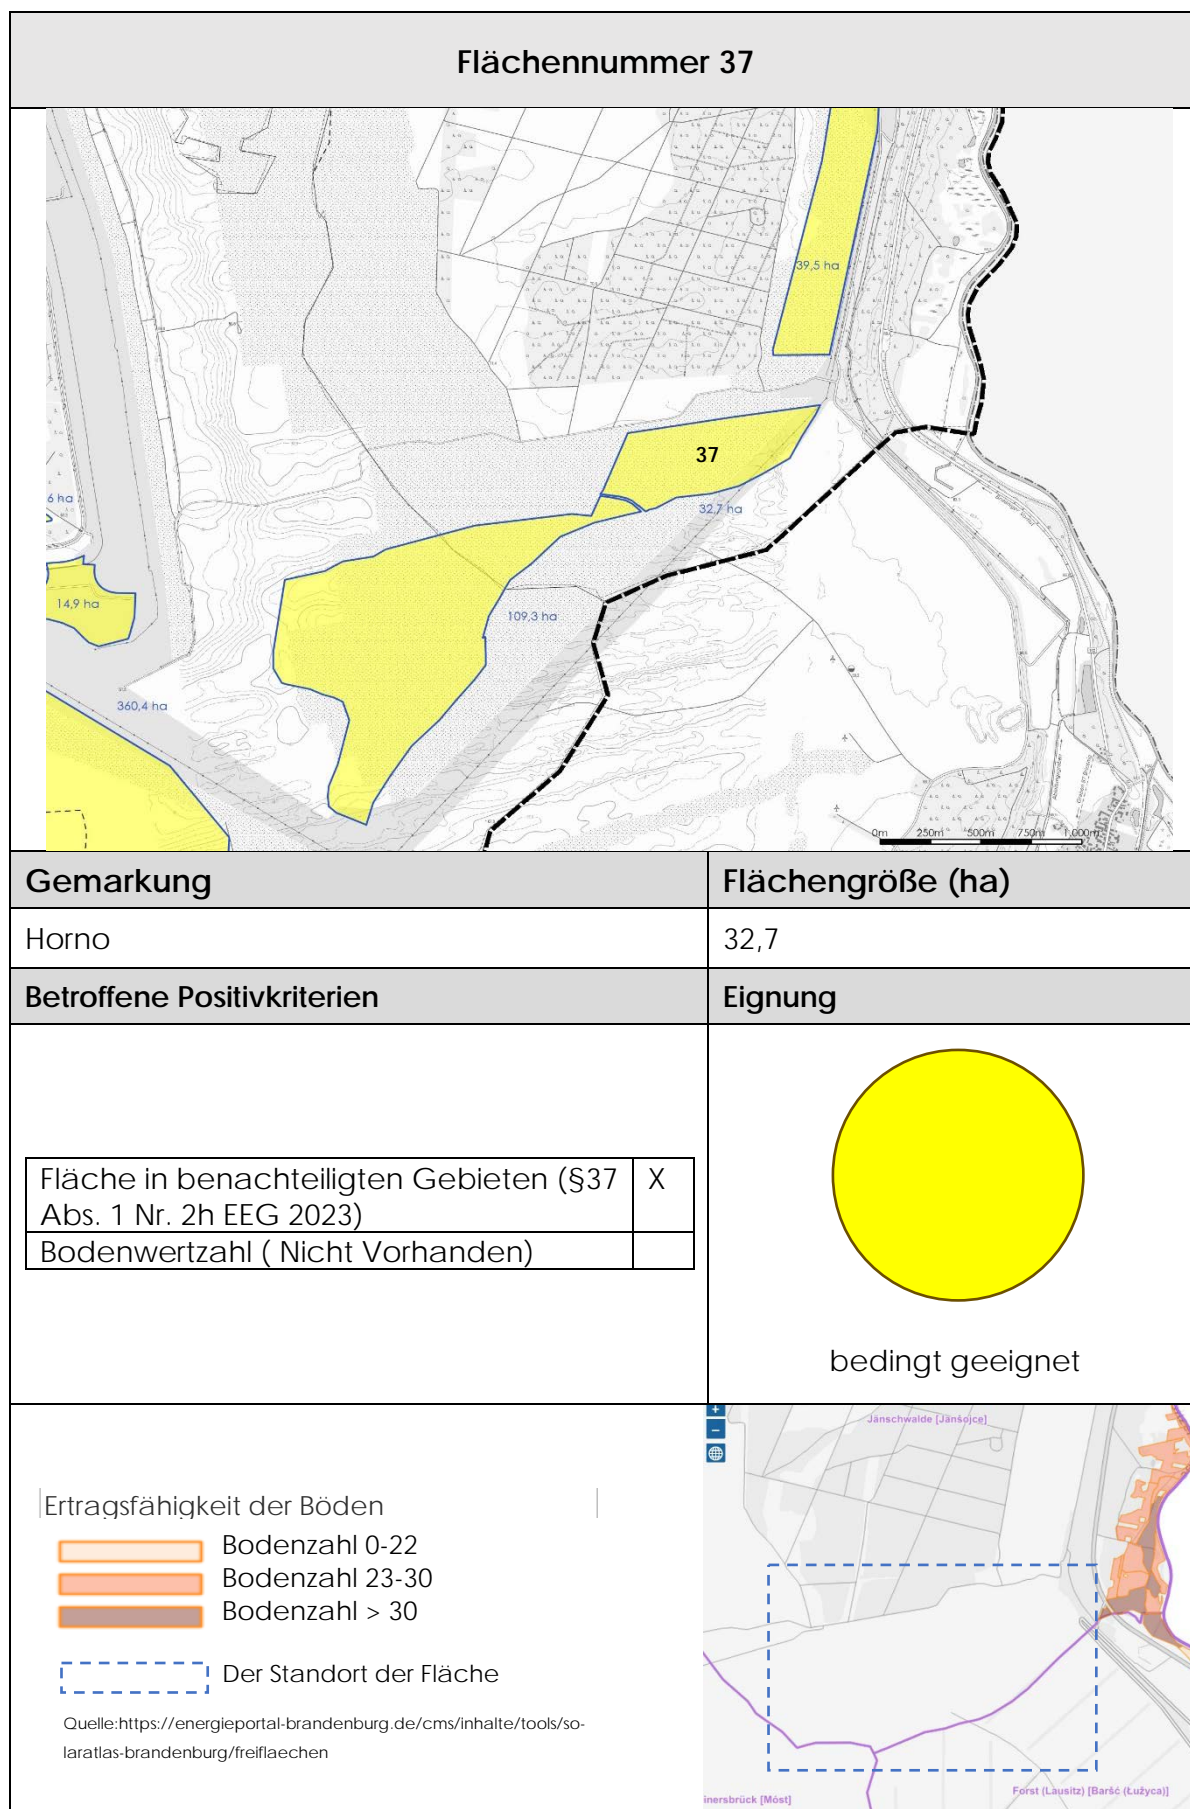 Flächennummer 37
39,5 ha
37
6 ha
32,7 ha
14,9 ha
109,3 ha
360,4 ha
0m 250m 500m 750m 1.000m
Gemarkung
Flächengröße (ha)
Horno
32,7
Betroffene Positivkriterien
Eignung
Fläche in benachteiligten Gebieten (§37 X
Abs. 1 Nr. 2h EEG 2023)
Bodenwertzahl ( Nicht Vorhanden)
bedingt geeignet
+
−
Jänschwalde [Janšojce]
Ertragsfähigkeit der Böden
Bodenzahl 0-22
Bodenzahl 23-30
Bodenzahl > 30
Der Standort der Fläche
Quelle:https://energieportal-brandenburg.de/cms/inhalte/tools/so-
laratlas-brandenburg/freiflaechen
Forst (Lausitz) [Baršć (Łužyca)]
inersbrück [Móst]